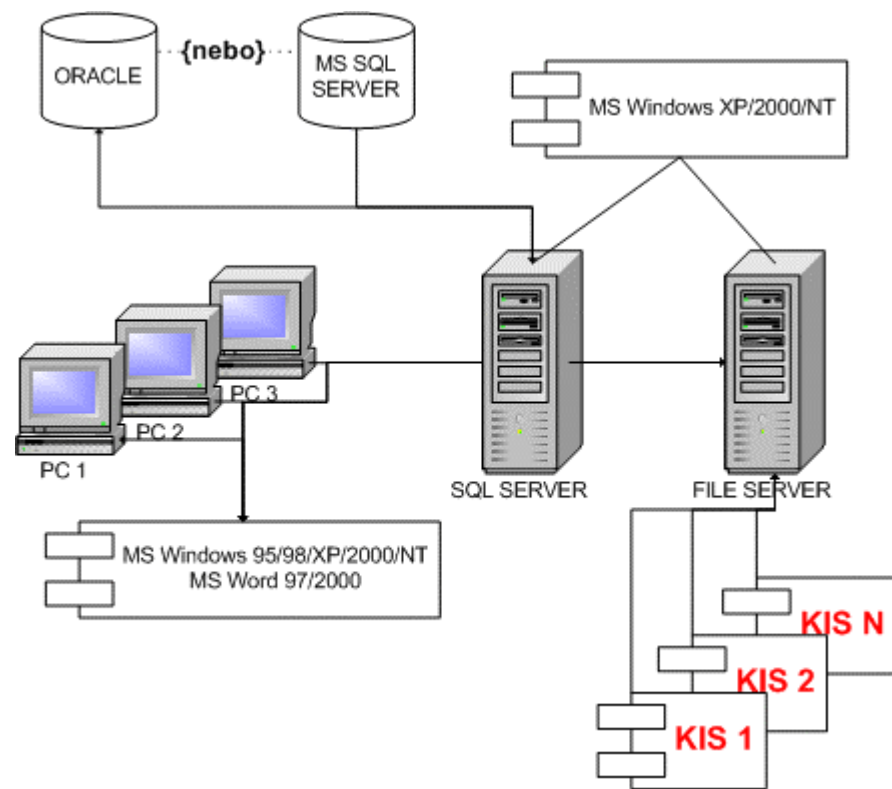 ORACLE
{nebo}
MS SQL
SERVER
MS Windows XP/2000/NT
PC 3
PC 2
PC 1
SQL SERVER
FILE SERVER
MS Windows 95/98/XP/2000/NT
MS Word 97/2000
KIS N
KIS 2
KIS 1